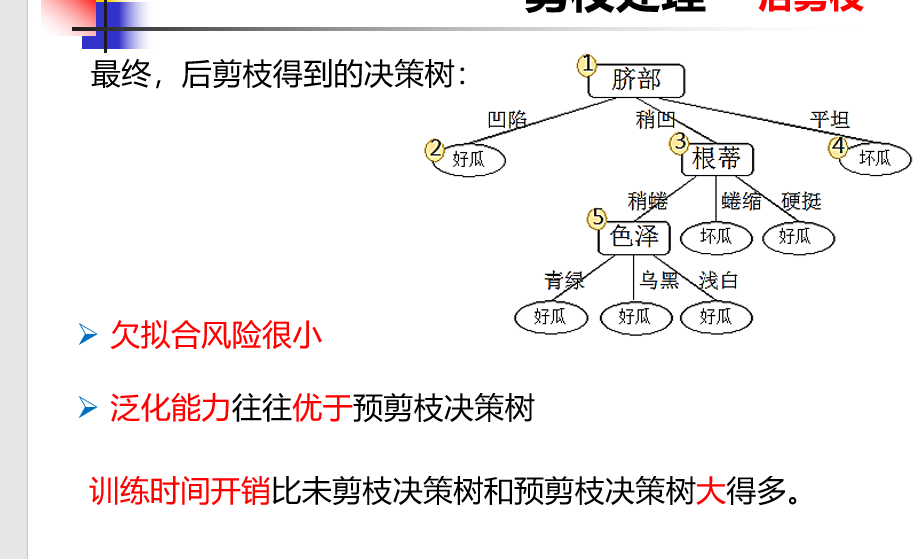 剪枝处理 后剪枝
最终，后剪枝得到的决策树：
1 脐部
凹陷 稍凹 平坦
2 好瓜 3 根蒂 4 坏瓜
稍蜷 蜷缩 硬挺
5 色泽 坏瓜 好瓜
青绿 乌黑 浅白
好瓜 好瓜 好瓜
欠拟合风险很小
泛化能力往往优于预剪枝决策树
训练时间开销比未剪枝决策树和预剪枝决策树大得多。